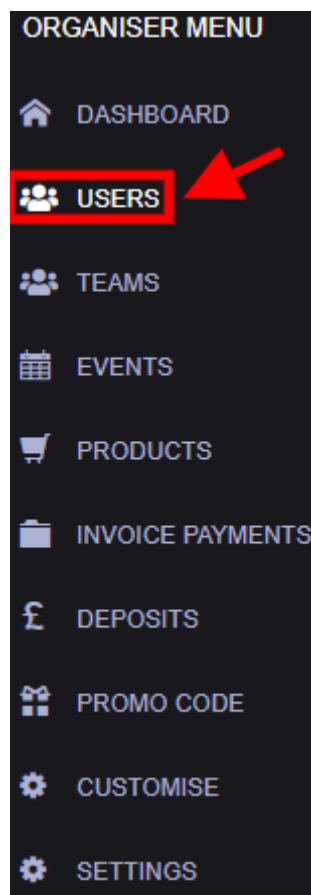 ORGANISER MENU
DASHBOARD
USERS
TEAMS
EVENTS
PRODUCTS
INVOICE PAYMENTS
£ DEPOSITS
PROMO CODE
CUSTOMISE
SETTINGS